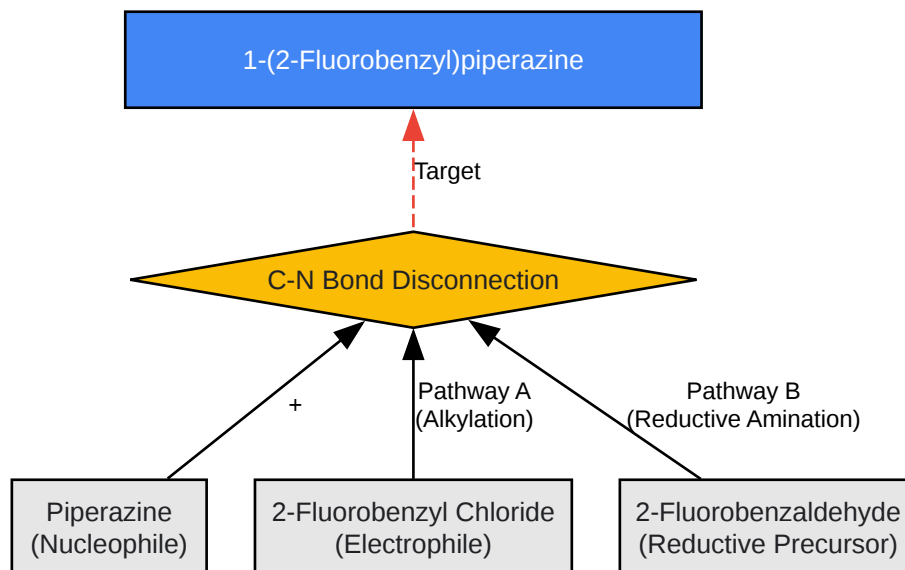 1-(2-Fluorobenzyl)piperazine
Target
C-N Bond Disconnection
+
Pathway A
(Alkylation)
Pathway B
(Reductive Amination)
Piperazine
(Nucleophile)
2-Fluorobenzyl Chloride
(Electrophile)
2-Fluorobenzaldehyde
(Reductive Precursor)